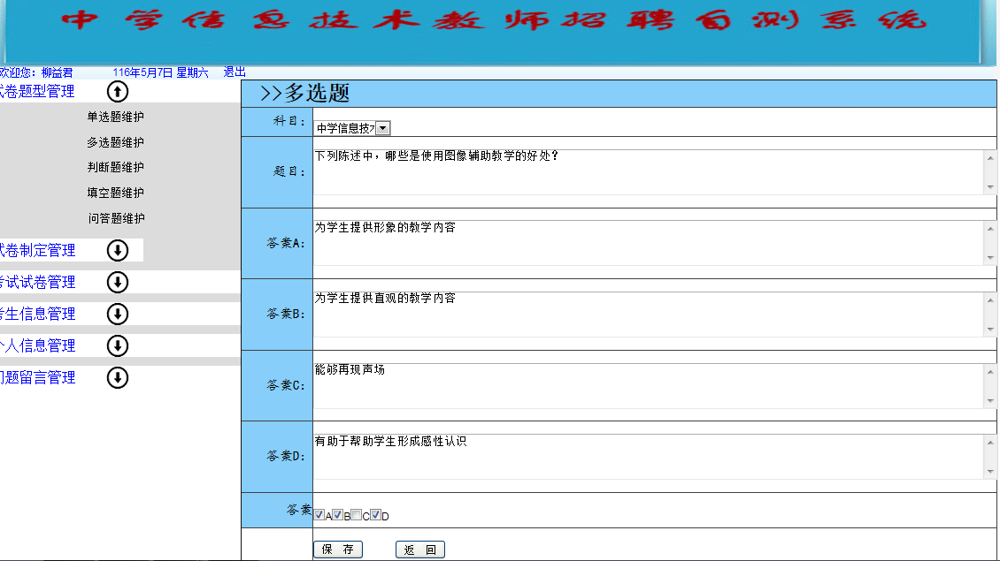 中学信息技术教师招聘自测系统
欢迎您: 柳益君 116年5月7日 星期六 退出
试卷题型管理
单选题维护
多选题维护
判断题维护
填空题维护
问答题维护
试卷制定管理
考试试卷管理
考生信息管理
个人信息管理
问题留言管理
>>多选题
科目: 中学信息技
题目: 下列陈述中，哪些是使用图像辅助教学的好处？
答案A: 为学生提供形象的教学内容
答案B: 为学生提供直观的教学内容
答案C: 能够再现声场
答案D: 有助于帮助学生形成感性认识
答案 A B C D
保 存 返 回